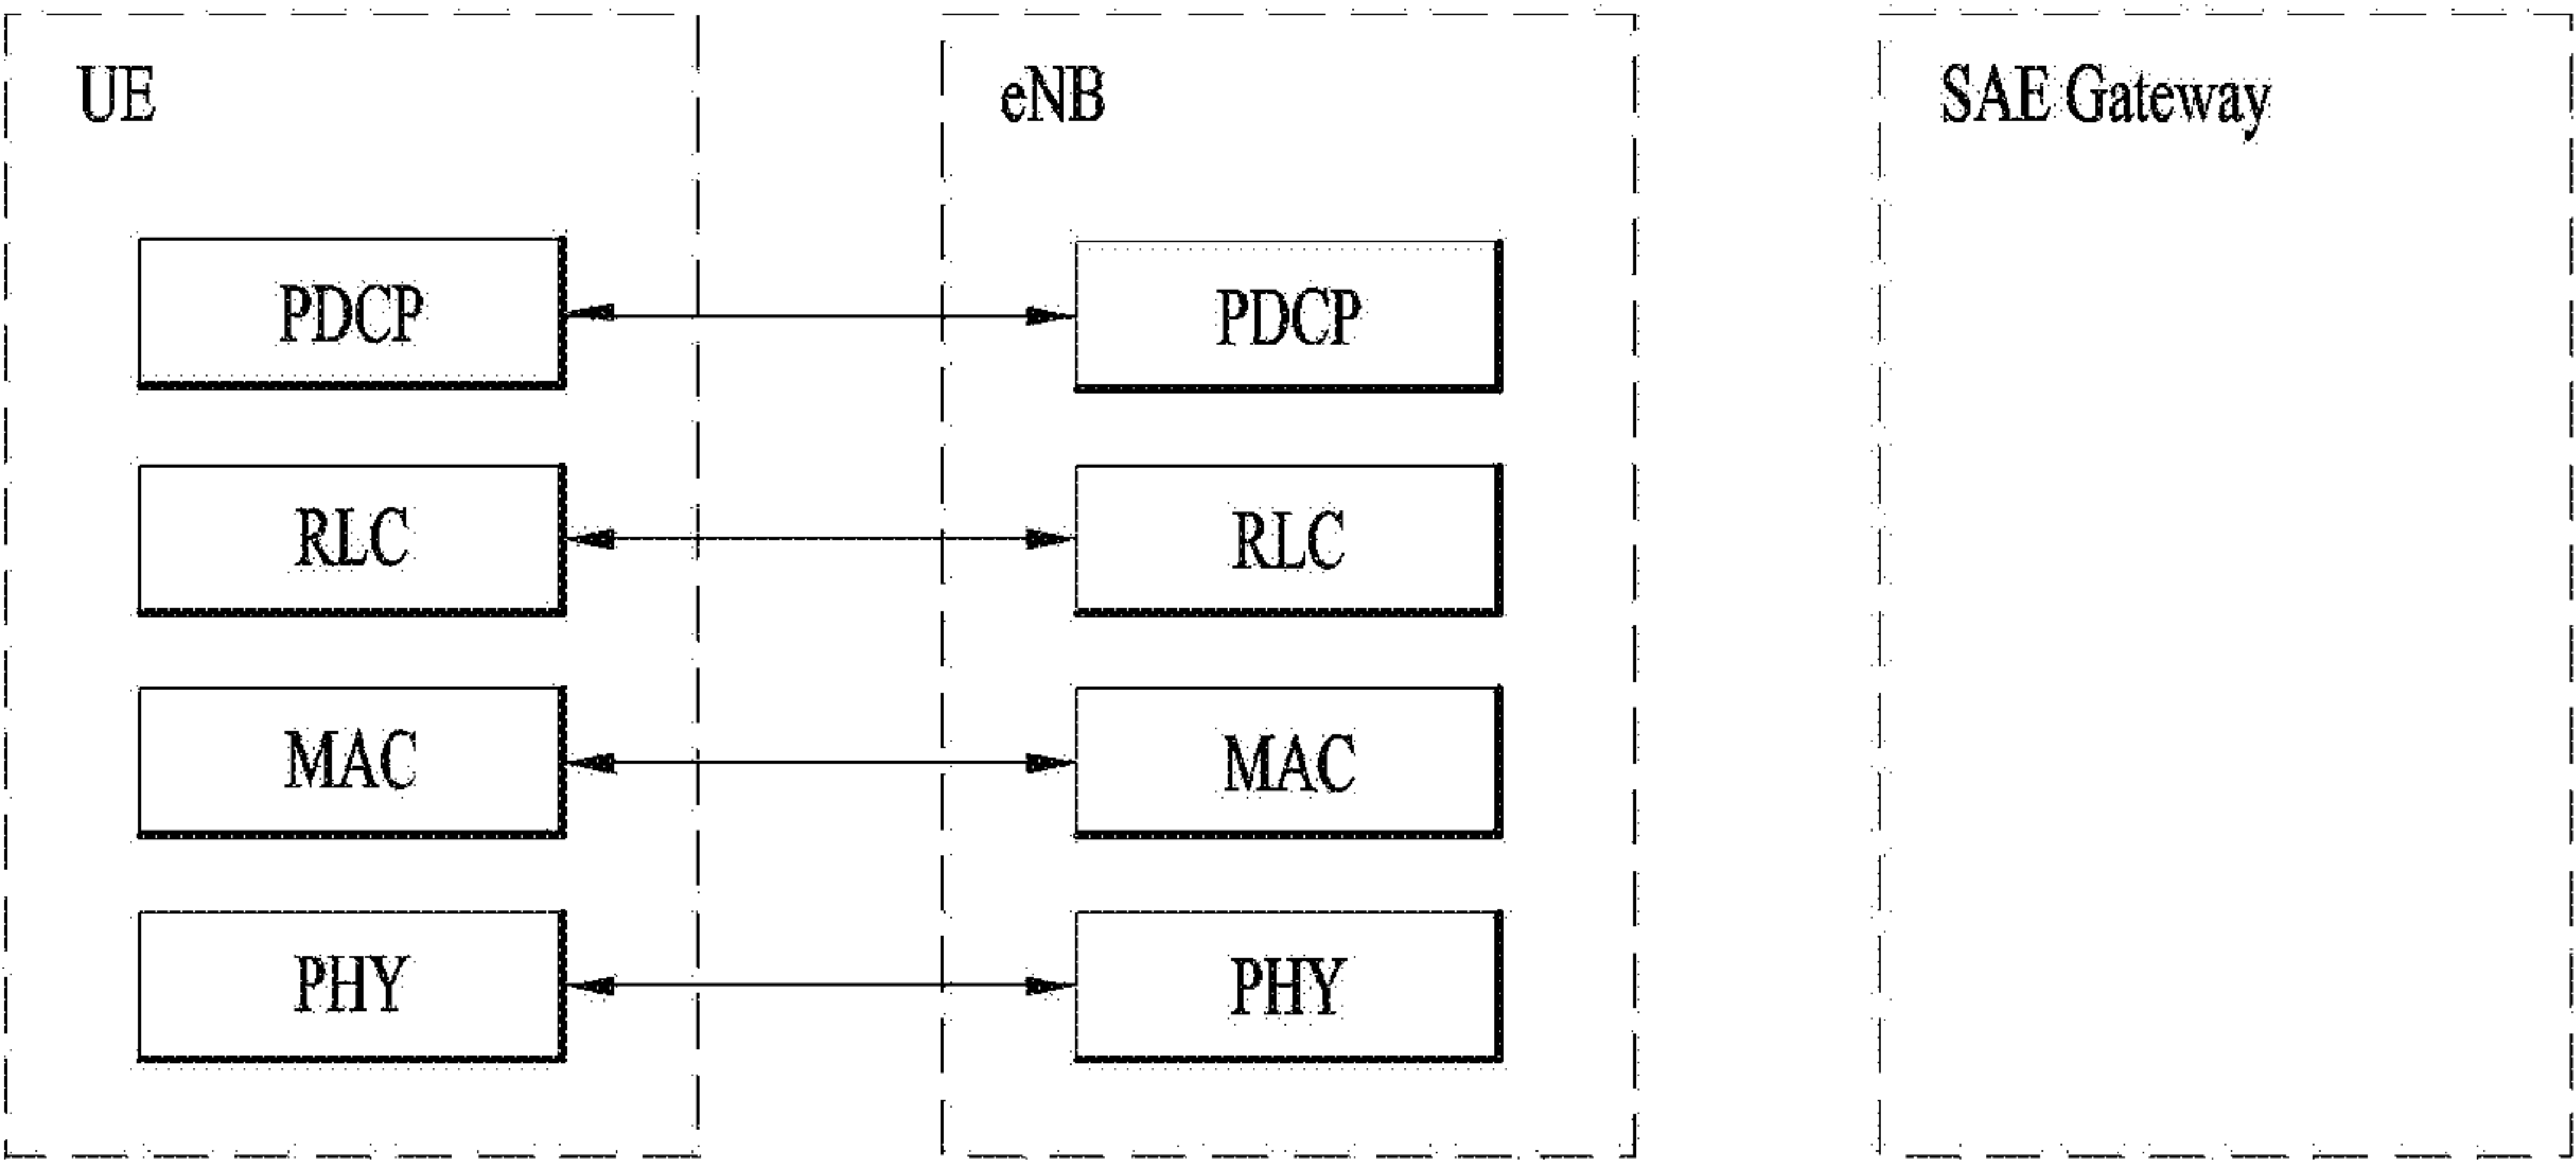 UE
eNB
SAE Gateway
PDCP
PDCP
RLC
RLC
MAC
MAC
PHY
PHY